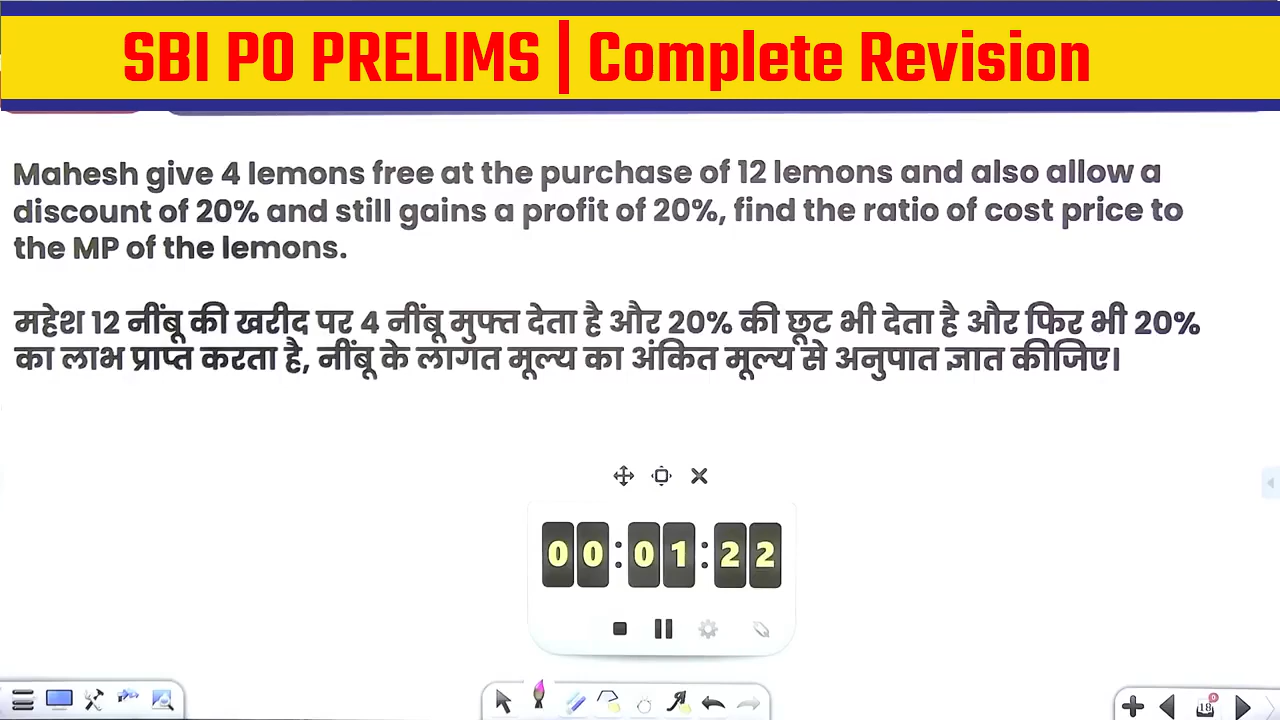 SBI PO PRELIMS | Complete Revision
Mahesh give 4 lemons free at the purchase of 12 lemons and also allow a
discount of 20% and still gains a profit of 20%, find the ratio of cost price to
the MP of the lemons.
महेश 12 नींबू की खरीद पर 4 नींबू मुफ्त देता है और 20% की छूट भी देता है और फिर भी 20%
का लाभ प्राप्त करता है, नींबू के लागत मूल्य का अंकित मूल्य से अनुपात ज्ञात कीजिए।
00:01:22
18